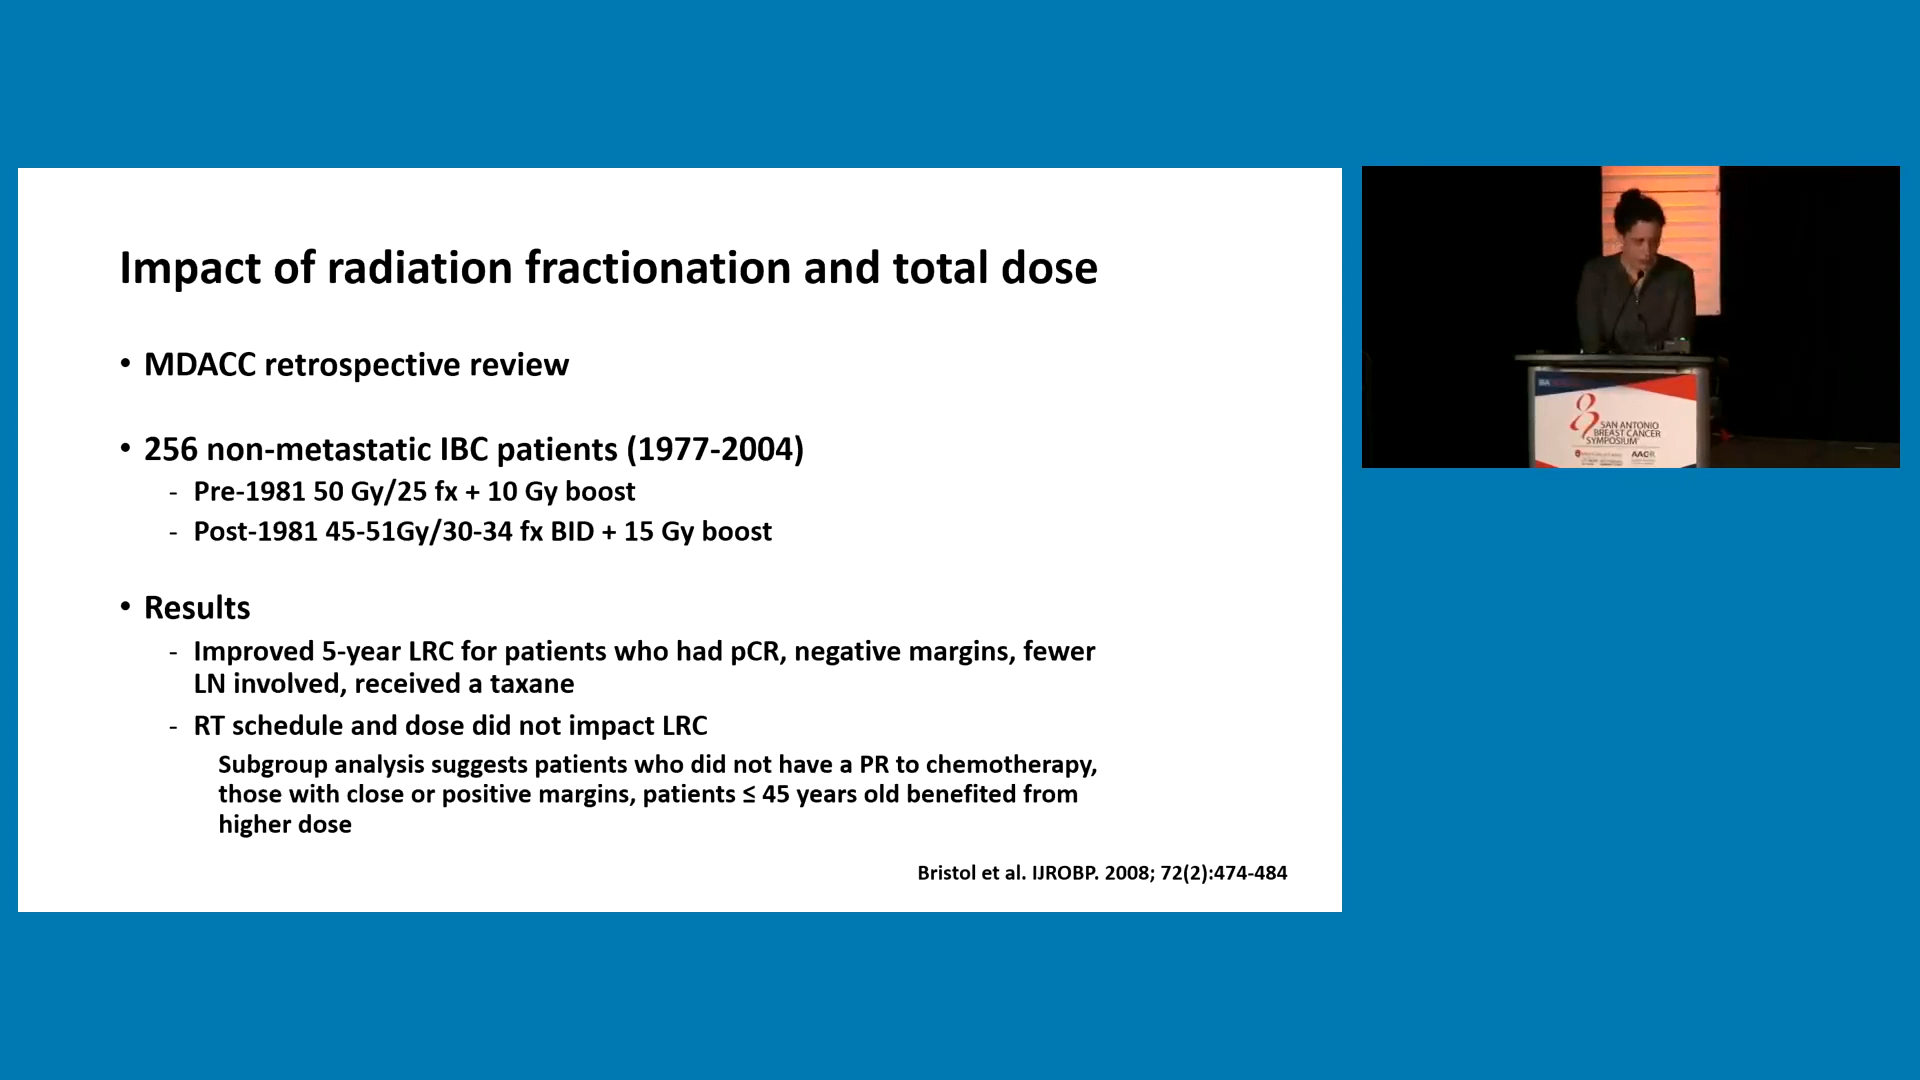 Impact of radiation fractionation and total dose
• MDACC retrospective review
• 256 non-metastatic IBC patients (1977-2004)
- Pre-1981 50 Gy/25 fx + 10 Gy boost
- Post-1981 45-51Gy/30-34 fx BID + 15 Gy boost
• Results
- Improved 5-year LRC for patients who had pCR, negative margins, fewer
LN involved, received a taxane
- RT schedule and dose did not impact LRC
Subgroup analysis suggests patients who did not have a PR to chemotherapy,
those with close or positive margins, patients ≤ 45 years old benefited from
higher dose
Bristol et al. IJROBP. 2008; 72(2):474-484
SAN ANTONIO
BREAST CANCER
SYMPOSIUM
AACR